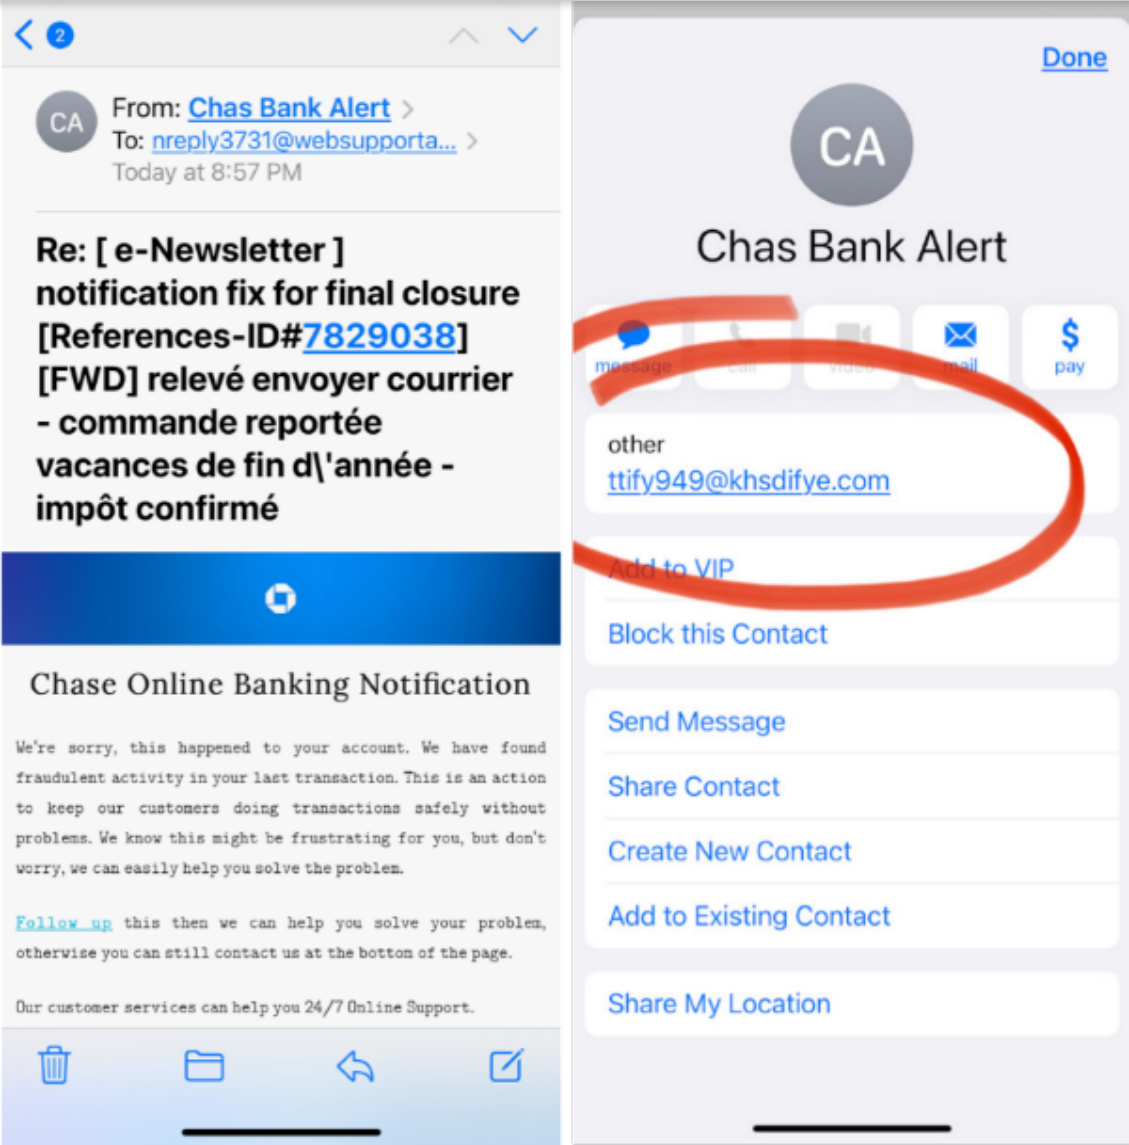 2
CA
From: Chas Bank Alert
To: nreply3731@websupporta...
Today at 8:57 PM
Re: [ e-Newsletter ]
notification fix for final closure
[References-ID#7829038]
[FWD] relevé envoyer courrier
- commande reportée
vacances de fin d\'année -
impôt confirmé
Chase Online Banking Notification
We're sorry, this happened to your account. We have found
fraudulent activity in your last transaction. This is an action
to keep our customers doing transactions safely without
problems. We know this might be frustrating for you, but don't
worry, we can easily help you solve the problem.
Follow up this then we can help you solve your problem,
otherwise you can still contact us at the bottom of the page.
Our customer services can help you 24/7 Online Support.
Done
CA
Chas Bank Alert
message call video mail pay
other
ttify949@khsdifye.com
Add to VIP
Block this Contact
Send Message
Share Contact
Create New Contact
Add to Existing Contact
Share My Location